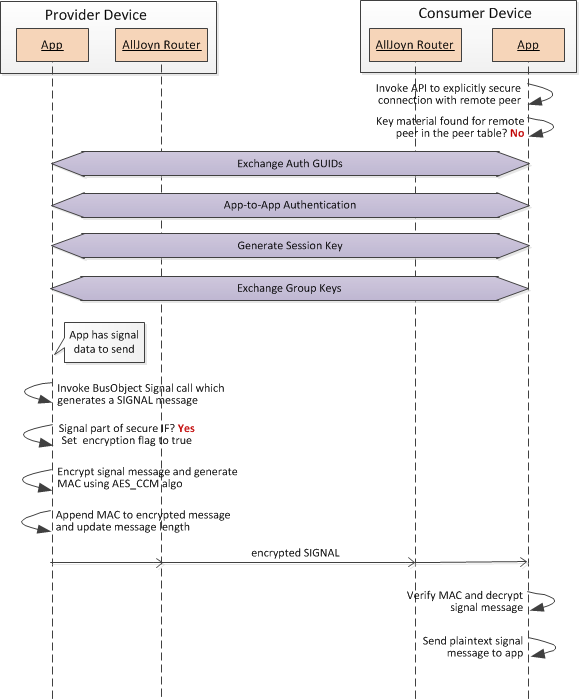 Provider Device
Consumer Device
App
AllJoyn Router
AllJoyn Router
App
Invoke API to explicitly secure
connection with remote peer
Key material found for remote
peer in the peer table? No
Exchange Auth GUIDs
App-to-App Authentication
Generate Session Key
Exchange Group Keys
App has signal
data to send
Invoke BusObject Signal call which
generates a SIGNAL message
Signal part of secure IF? Yes
Set encryption flag to true
Encrypt signal message and generate
MAC using AES_CCM algo
Append MAC to encrypted message
and update message length
encrypted SIGNAL
Verify MAC and decrypt
signal message
Send plaintext signal
message to app